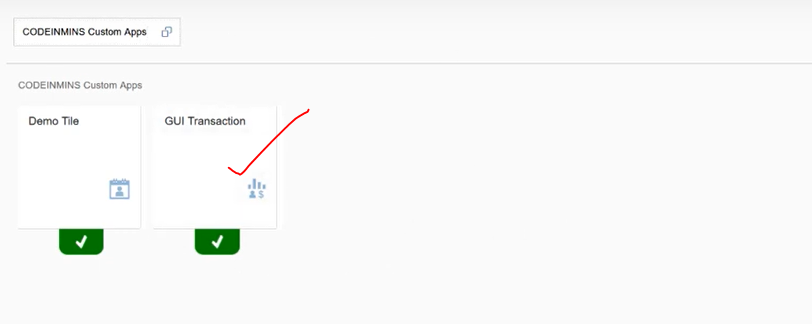 CODEINMINS Custom Apps
CODEINMINS Custom Apps
Demo Tile
GUI Transaction
$